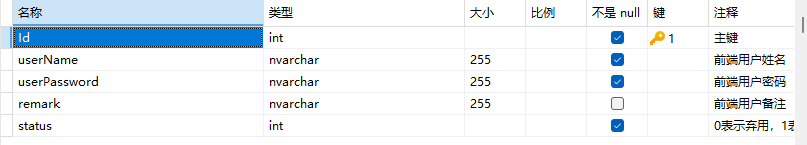 名称 类型 大小 比例 不是 null 键 注释
Id int 1 主键
userName nvarchar 255 前端用户姓名
userPassword nvarchar 255 前端用户密码
remark nvarchar 255 前端用户备注
status int 0表示弃用，1表